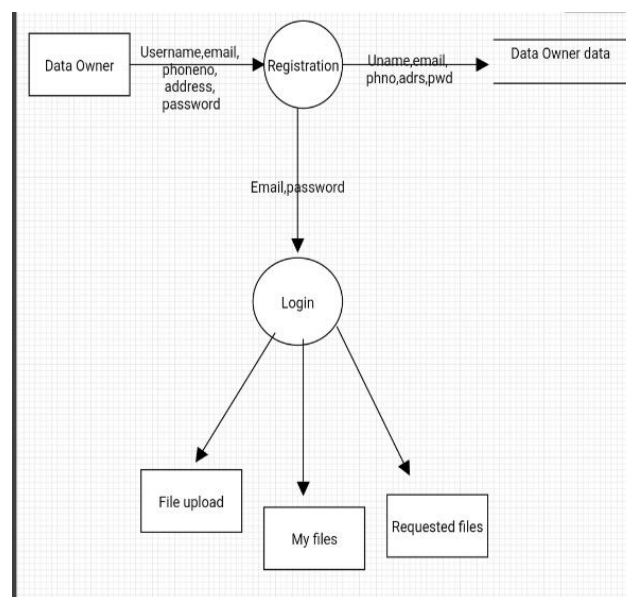 Data Owner
Username,email,
phoneno,
address,
password
Registration
Uname,email,
phno,adrs,pwd
Data Owner data
Email,password
Login
File upload
My files
Requested files